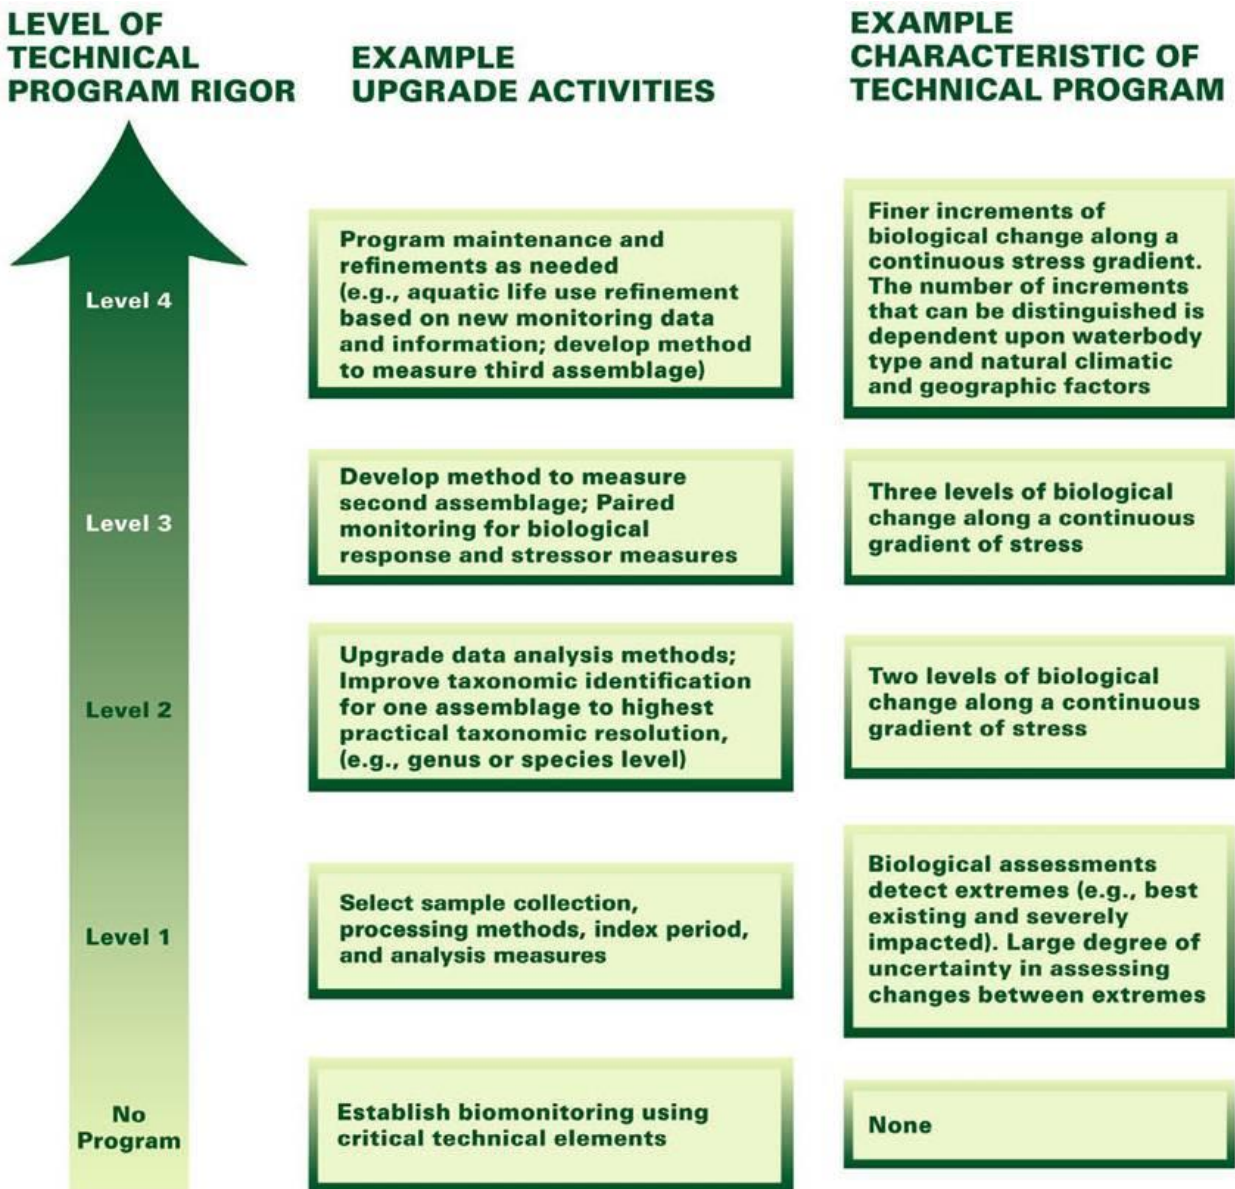 LEVEL OF
TECHNICAL
PROGRAM RIGOR
EXAMPLE
UPGRADE ACTIVITIES
EXAMPLE
CHARACTERISTIC OF
TECHNICAL PROGRAM
Level 4
Program maintenance and
refinements as needed
(e.g., aquatic life use refinement
based on new monitoring data
and information; develop method
to measure third assemblage)
Finer increments of
biological change along a
continuous stress gradient.
The number of increments
that can be distinguished is
dependent upon waterbody
type and natural climatic
and geographic factors
Level 3
Develop method to measure
second assemblage; Paired
monitoring for biological
response and stressor measures
Three levels of biological
change along a continuous
gradient of stress
Level 2
Upgrade data analysis methods;
Improve taxonomic identification
for one assemblage to highest
practical taxonomic resolution,
(e.g., genus or species level)
Two levels of biological
change along a continuous
gradient of stress
Level 1
Select sample collection,
processing methods, index period,
and analysis measures
Biological assessments
detect extremes (e.g., best
existing and severely
impacted). Large degree of
uncertainty in assessing
changes between extremes
No
Program
Establish biomonitoring using
critical technical elements
None